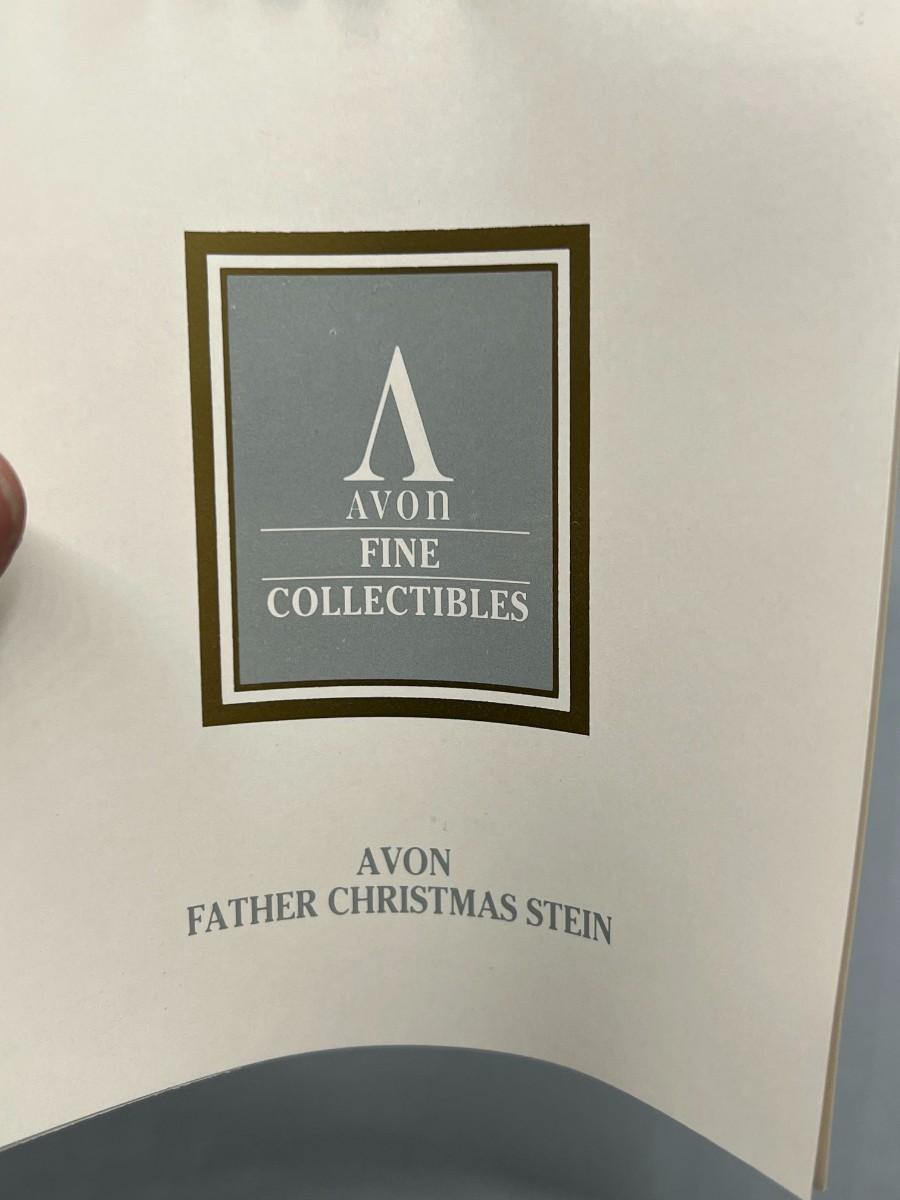 A
AVON
FINE
COLLECTIBLES
AVON
FATHER CHRISTMAS STEIN